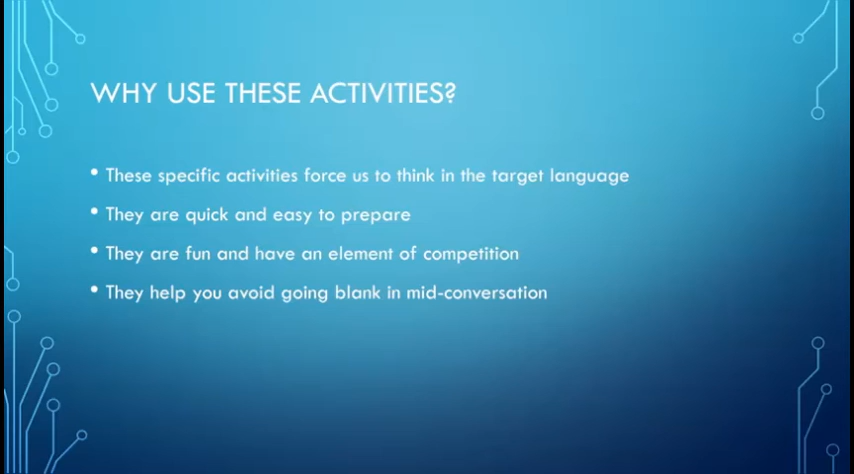 WHY USE THESE ACTIVITIES?
• These specific activities force us to think in the target language
• They are quick and easy to prepare
• They are fun and have an element of competition
• They help you avoid going blank in mid-conversation